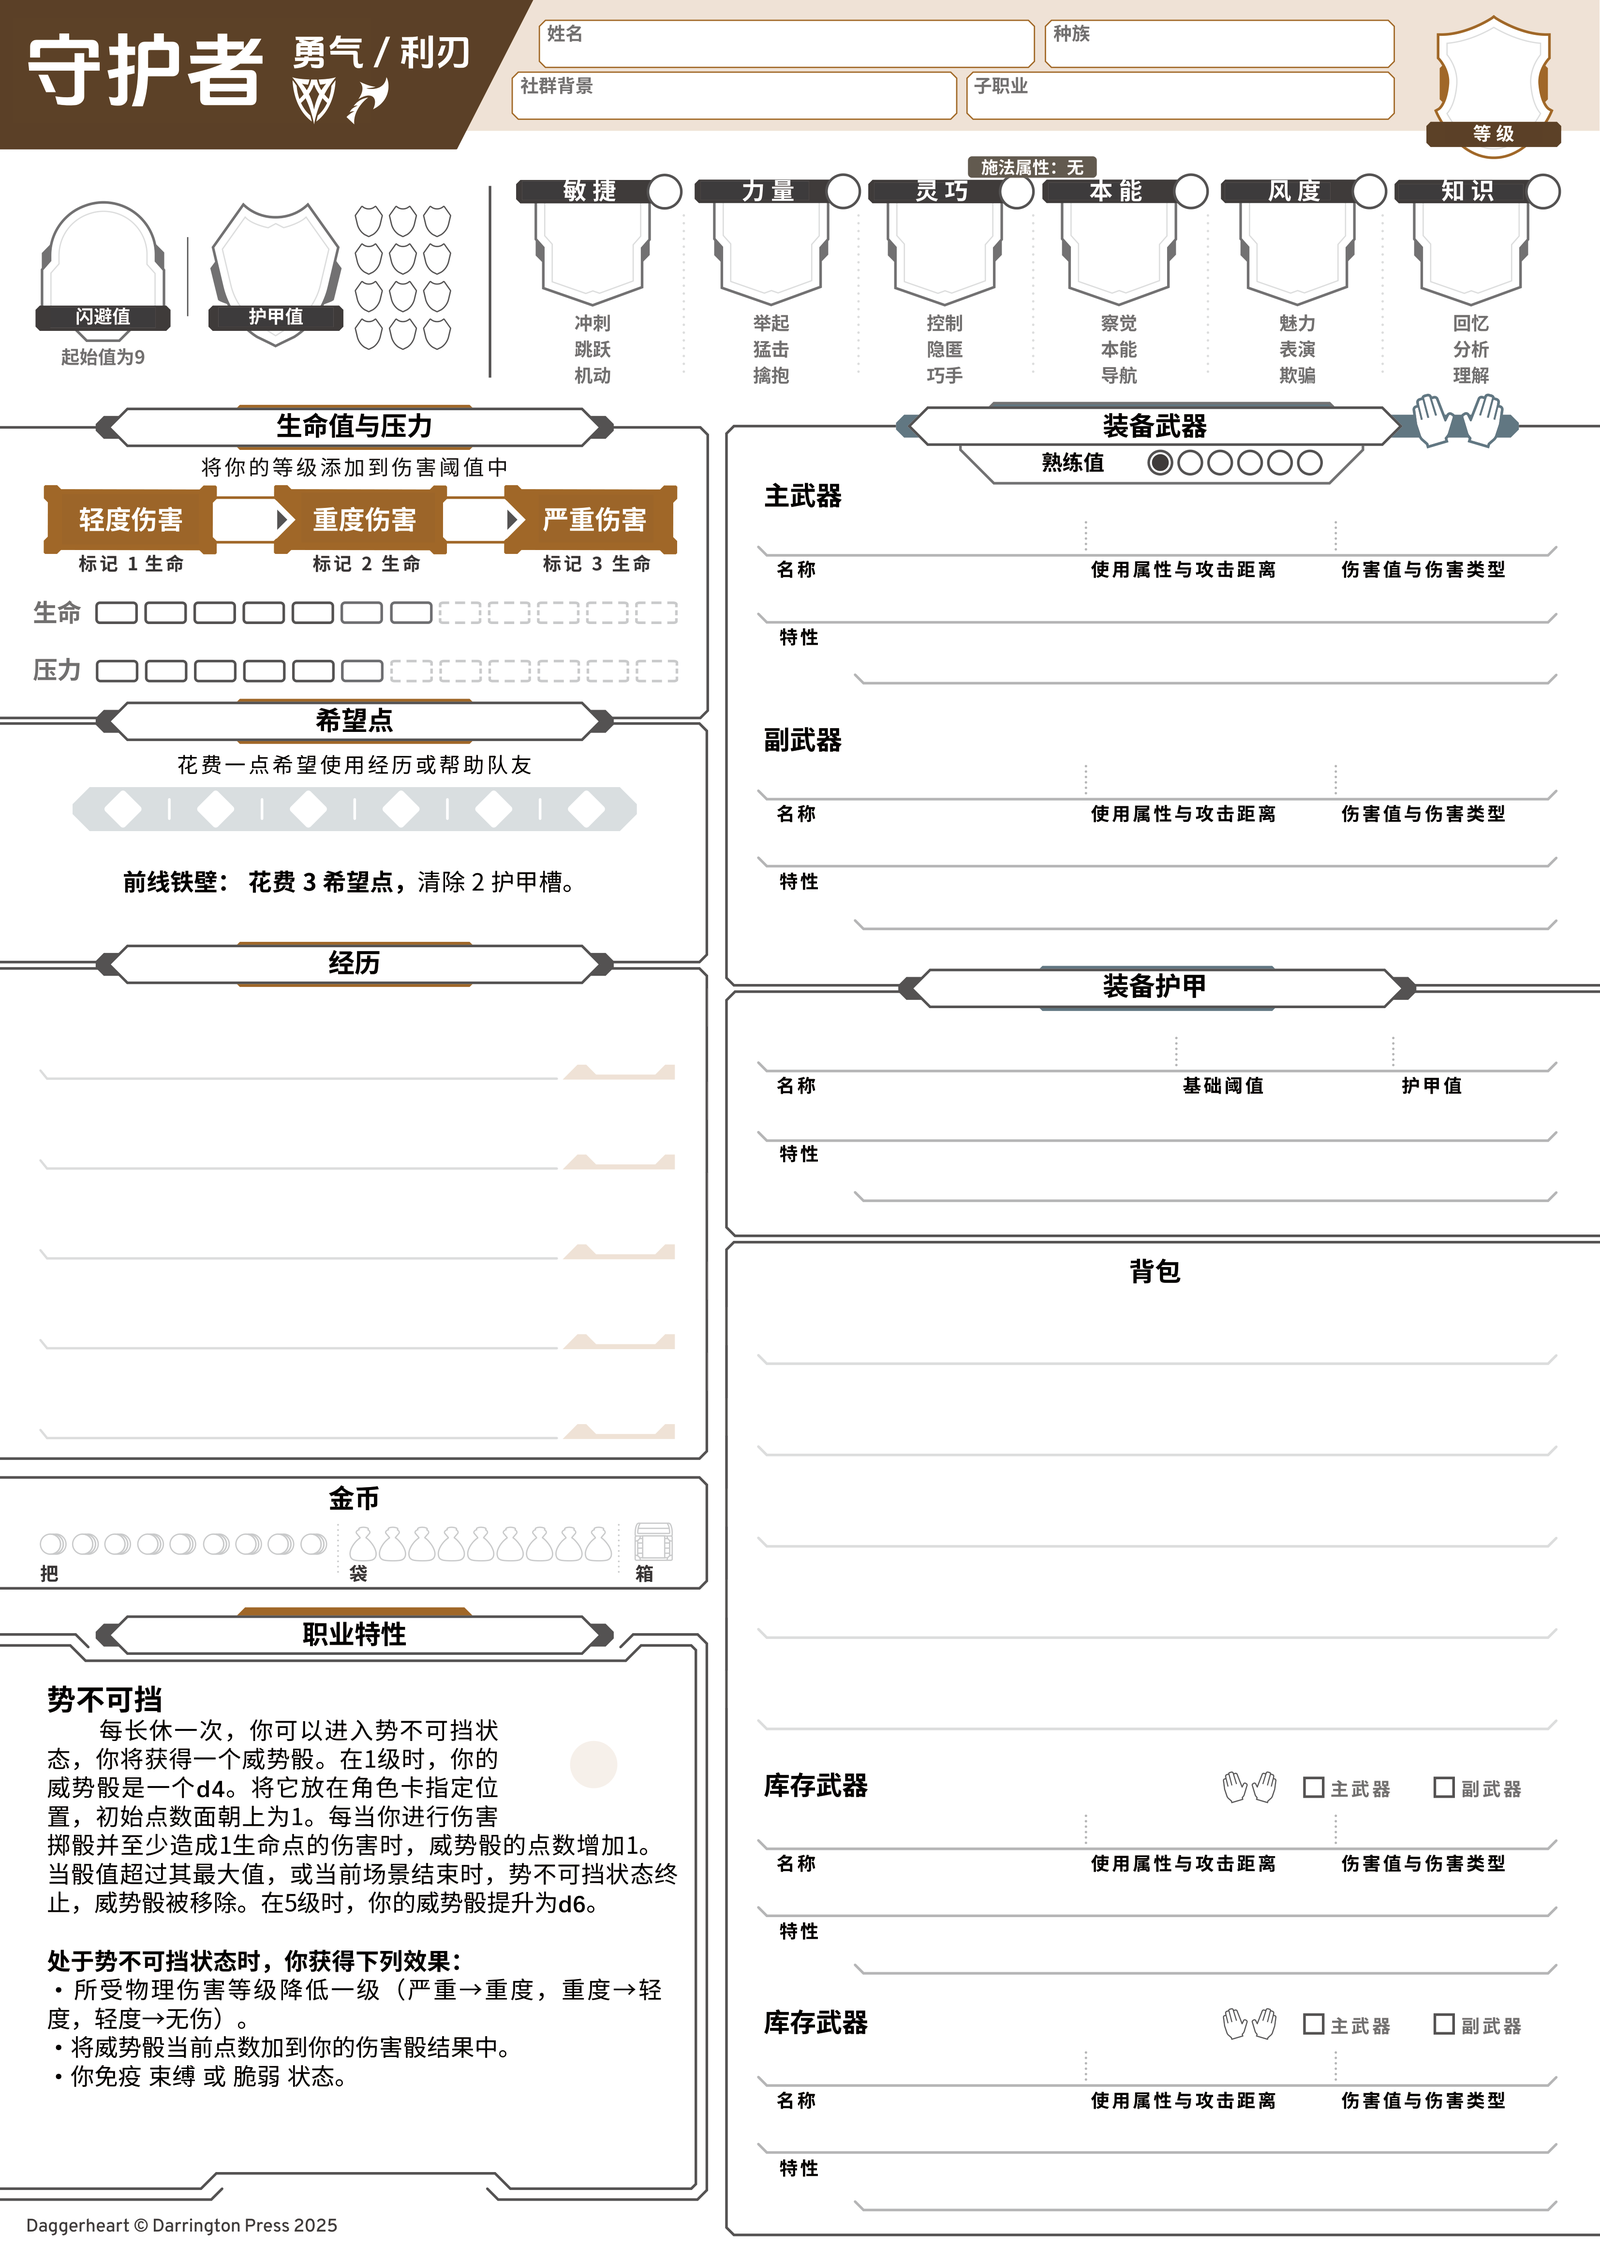 守护者
勇气 / 利刃
姓名
种族
社群背景
子职业
等级
施法属性：无
敏捷
力量
灵巧
本能
风度
知识
闪避值
护甲值
起始值为9
冲刺
跳跃
机动
举起
猛击
擒抱
控制
隐匿
巧手
察觉
本能
导航
魅力
表演
欺骗
回忆
分析
理解
生命值与压力
将你的等级添加到伤害阈值中
轻度伤害
重度伤害
严重伤害
标记 1 生命
标记 2 生命
标记 3 生命
生命
压力
希望点
花费一点希望使用经历或帮助队友
前线铁壁： 花费 3 希望点，清除 2 护甲槽。
经历
金币
把
袋
箱
职业特性
势不可挡
每长休一次，你可以进入势不可挡状
态，你将获得一个威势骰。在1级时，你的
威势骰是一个d4。将它放在角色卡指定位
置，初始点数面朝上为1。每当你进行伤害
掷骰并至少造成1生命点的伤害时，威势骰的点数增加1。
当骰值超过其最大值，或当前场景结束时，势不可挡状态终
止，威势骰被移除。在5级时，你的威势骰提升为d6。
处于势不可挡状态时，你获得下列效果：
• 所受物理伤害等级降低一级（严重→重度，重度→轻
度，轻度→无伤）。
• 将威势骰当前点数加到你的伤害骰结果中。
• 你免疫 束缚 或 脆弱 状态。
Daggerheart © Darrington Press 2025
装备武器
熟练值
主武器
名称
使用属性与攻击距离
伤害值与伤害类型
特性
副武器
名称
使用属性与攻击距离
伤害值与伤害类型
特性
装备护甲
名称
基础阈值
护甲值
特性
背包
库存武器
主武器
副武器
名称
使用属性与攻击距离
伤害值与伤害类型
特性
库存武器
主武器
副武器
名称
使用属性与攻击距离
伤害值与伤害类型
特性